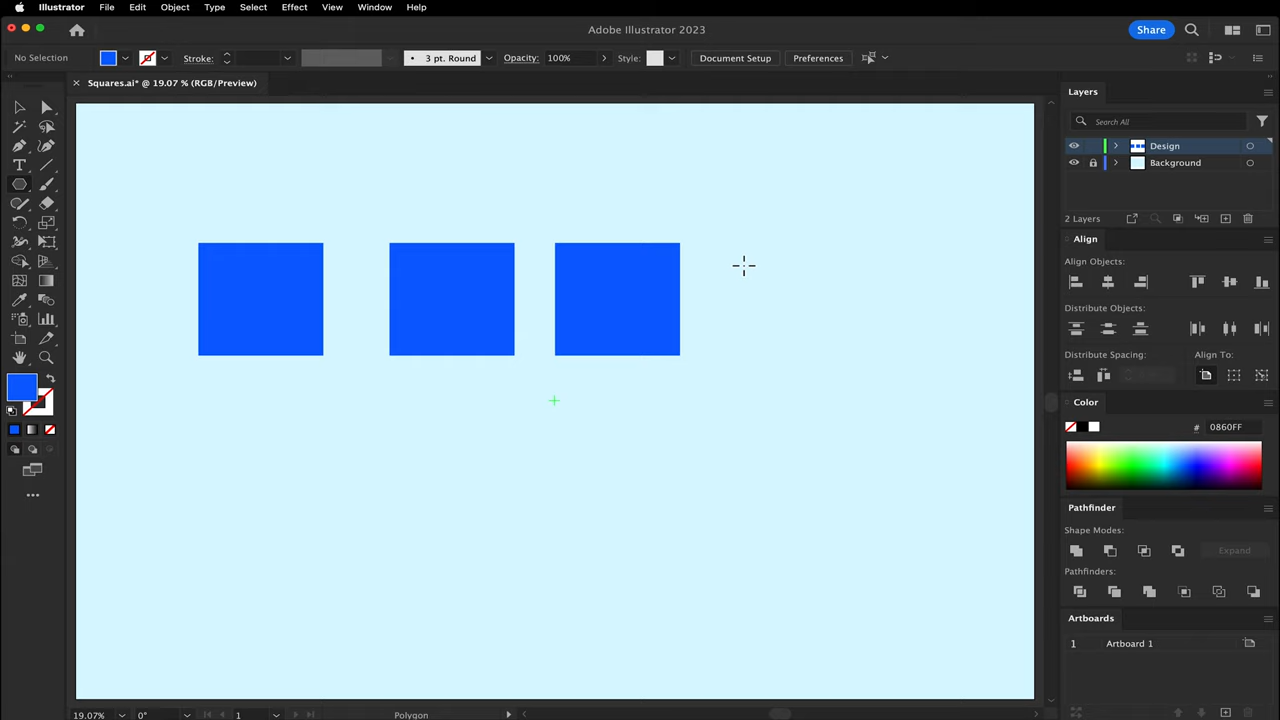 Illustrator File Edit Object Type Select Effect View Window Help
Adobe Illustrator 2023
Share
No Selection Stroke: 3 pt. Round Opacity: 100% Style: Document Setup Preferences
Squares.ai* @ 19.07 % (RGB/Preview)
Layers
Search All
Design
Background
2 Layers
Align
Align Objects:
Distribute Objects:
Distribute Spacing: Align To:
Color
# 0860FF
Pathfinder
Shape Modes:
Expand
Pathfinders:
Artboards
1 Artboard 1
19.07% 0° 1 Polygon